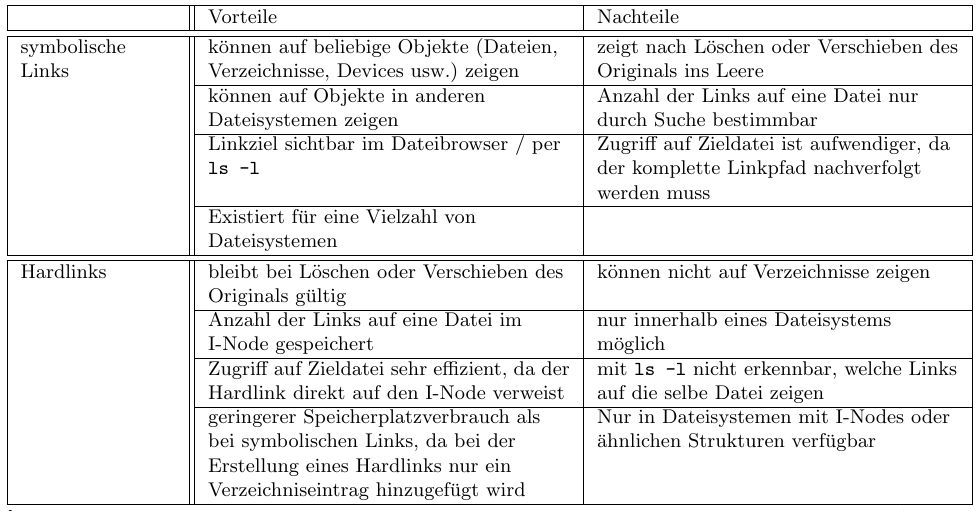 Vorteile
Nachteile
symbolische
Links
können auf beliebige Objekte (Dateien,
Verzeichnisse, Devices usw.) zeigen
zeigt nach Löschen oder Verschieben des
Originals ins Leere
können auf Objekte in anderen
Dateisystemen zeigen
Anzahl der Links auf eine Datei nur
durch Suche bestimmbar
Linkziel sichtbar im Dateibrowser / per
ls -l
Zugriff auf Zieldatei ist aufwendiger, da
der komplette Linkpfad nachverfolgt
werden muss
Existiert für eine Vielzahl von
Dateisystemen
Hardlinks
bleibt bei Löschen oder Verschieben des
Originals gültig
können nicht auf Verzeichnisse zeigen
Anzahl der Links auf eine Datei im
I-Node gespeichert
nur innerhalb eines Dateisystems
möglich
Zugriff auf Zieldatei sehr effizient, da der
Hardlink direkt auf den I-Node verweist
mit ls -l nicht erkennbar, welche Links
auf die selbe Datei zeigen
geringerer Speicherplatzverbrauch als
bei symbolischen Links, da bei der
Erstellung eines Hardlinks nur ein
Verzeichniseintrag hinzugefügt wird
Nur in Dateisystemen mit I-Nodes oder
ähnlichen Strukturen verfügbar